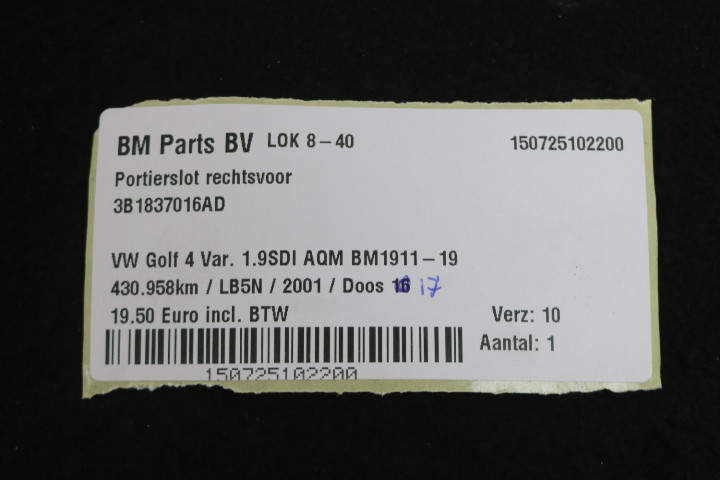 BM Parts BV LOK 8-40 150725102200
Portierslot rechtsvoor
3B1837016AD
VW Golf 4 Var. 1.9SDI AQM BM1911-19
430.958km / LB5N / 2001 / Doos 16 17
19.50 Euro incl. BTW Verz: 10
Aantal: 1
150725102200